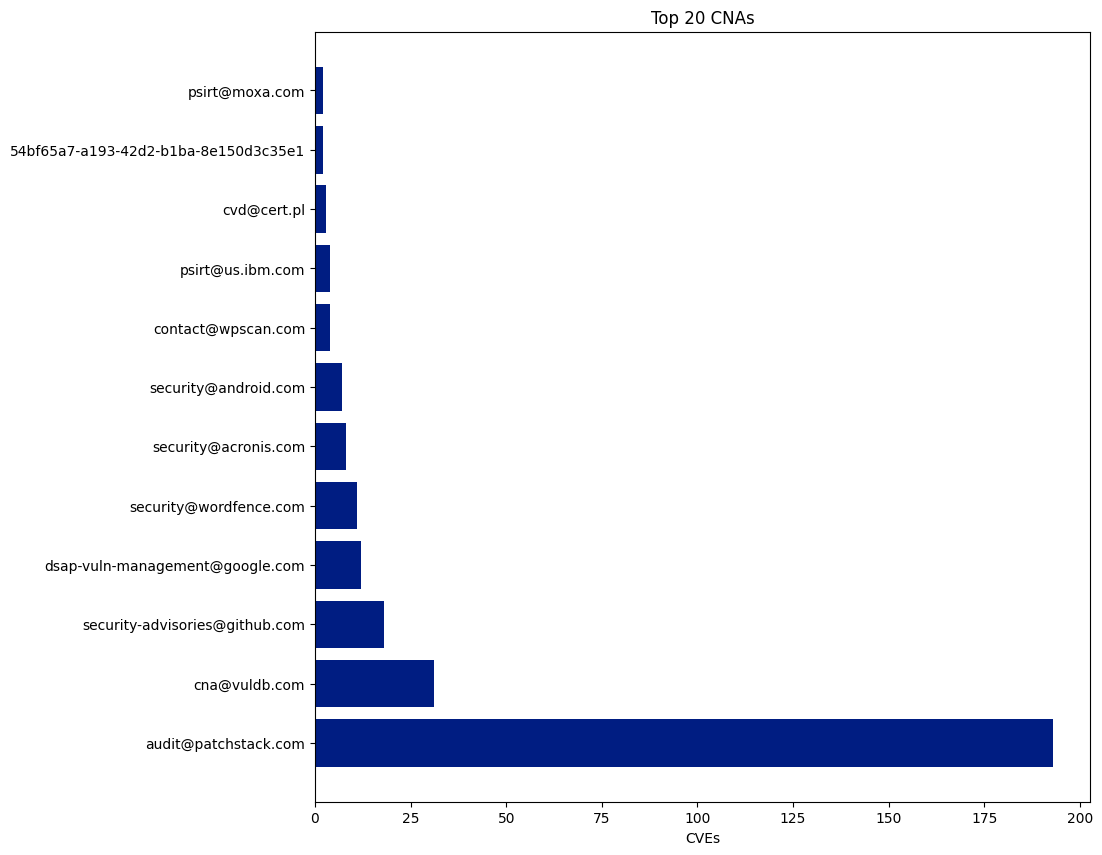 Top 20 CNAs
psirt@moxa.com
54bf65a7-a193-42d2-b1ba-8e150d3c35e1
cvd@cert.pl
psirt@us.ibm.com
contact@wpscan.com
security@android.com
security@acronis.com
security@wordfence.com
dsap-vuln-management@google.com
security-advisories@github.com
cna@vuldb.com
audit@patchstack.com
0 25 50 75 100 125 150 175 200
CVEs